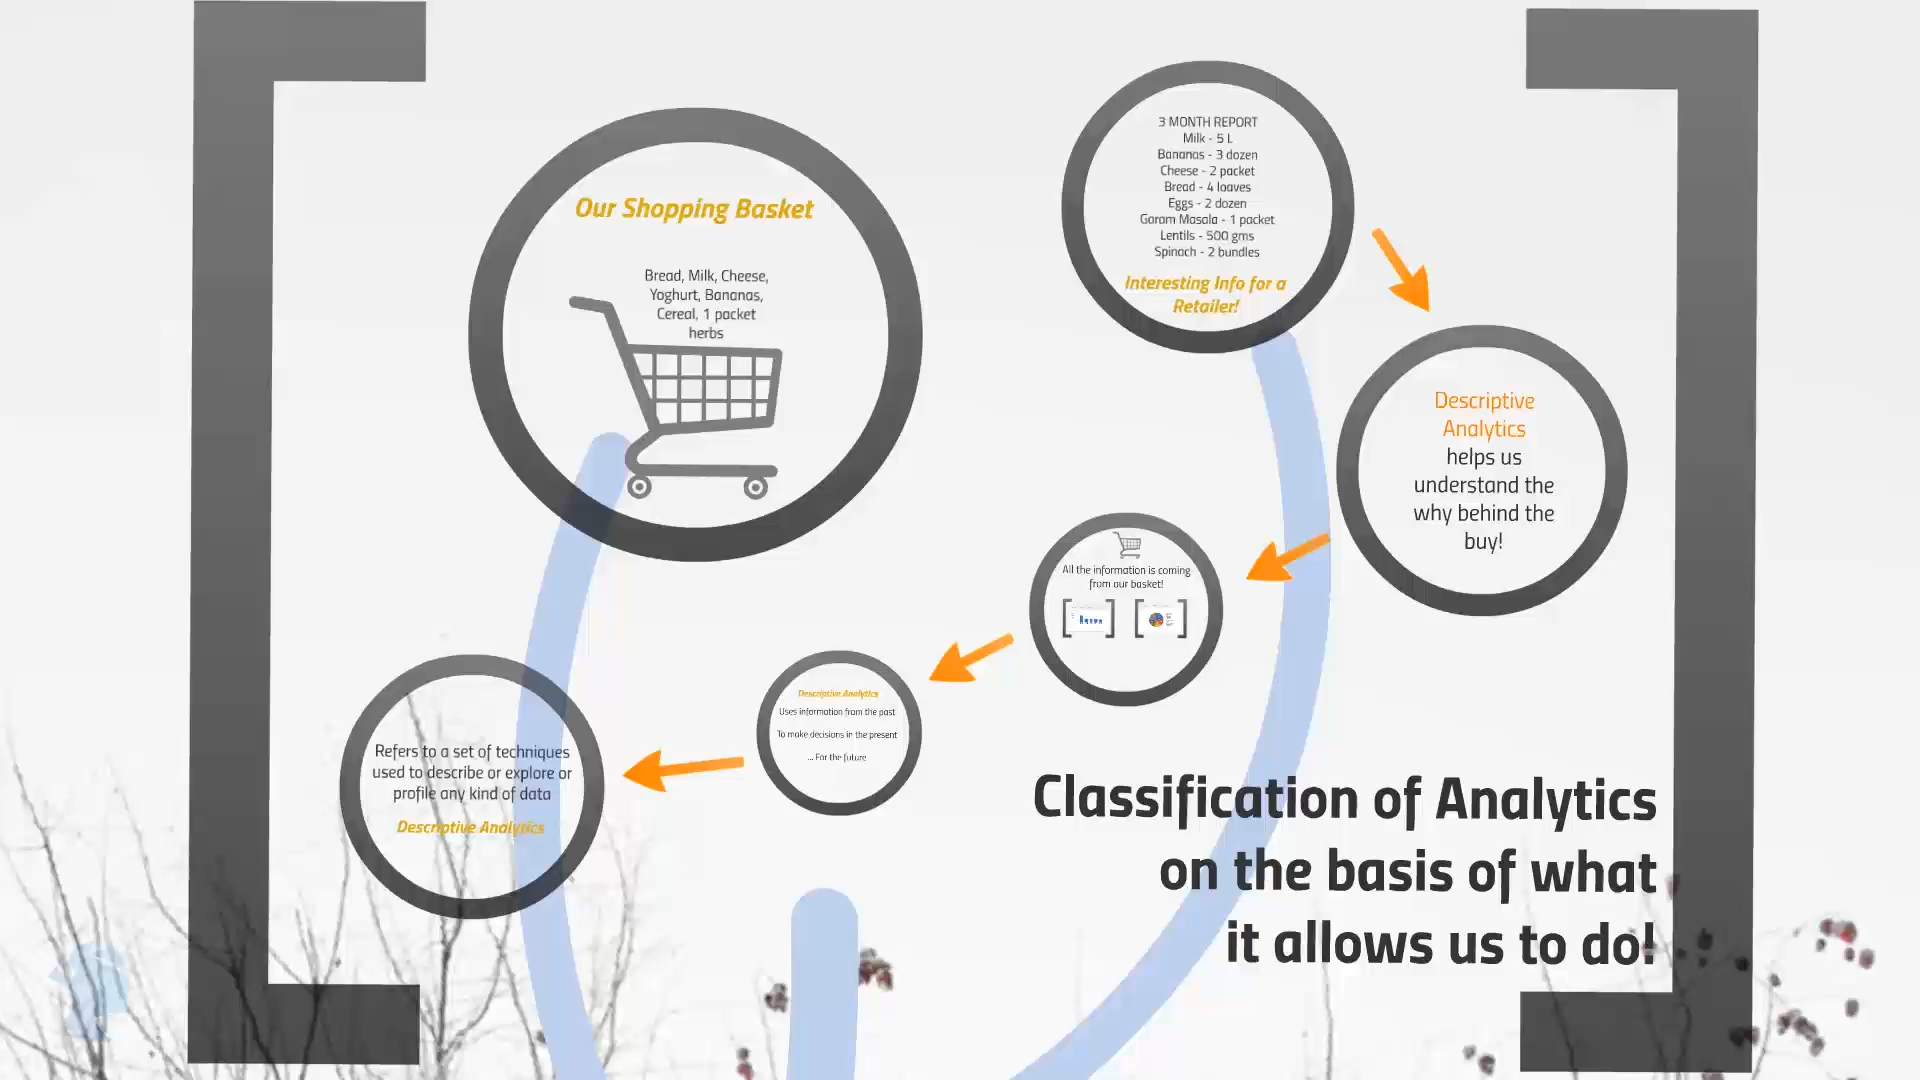 Our Shopping Basket
Bread, Milk, Cheese,
Yoghurt, Bananas,
Cereal, 1 packet
herbs
3 MONTH REPORT
Milk - 5 L
Bananas - 3 dozen
Cheese - 2 packet
Bread - 4 loaves
Eggs - 2 dozen
Garam Masala - 1 packet
Lentils - 500 gms
Spinach - 2 bundles
Interesting Info for a
Retailer!
Descriptive
Analytics
helps us
understand the
why behind the
buy!
All the information is coming
from our basket!
Descriptive Analytics
Uses information from the past
To make decisions in the present
... For the future
Refers to a set of techniques
used to describe or explore or
profile any kind of data
Descriptive Analytics
Classification of Analytics
on the basis of what
it allows us to do!